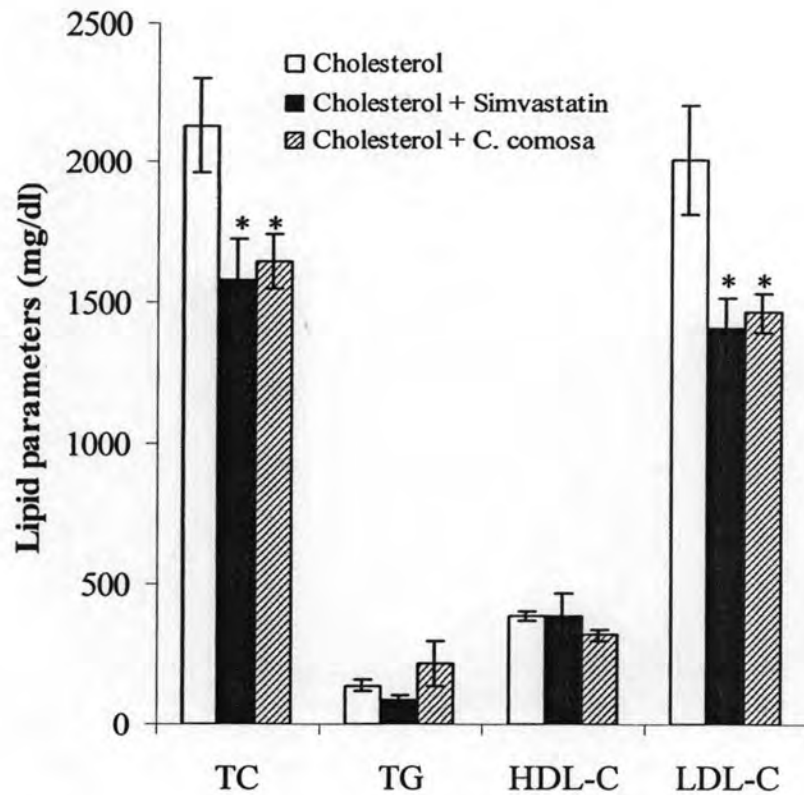 2500
2000
1500
1000
500
0
Lipid parameters (mg/dl)
Cholesterol
Cholesterol + Simvastatin
Cholesterol + C. comosa
* *
* *
TC TG HDL-C LDL-C